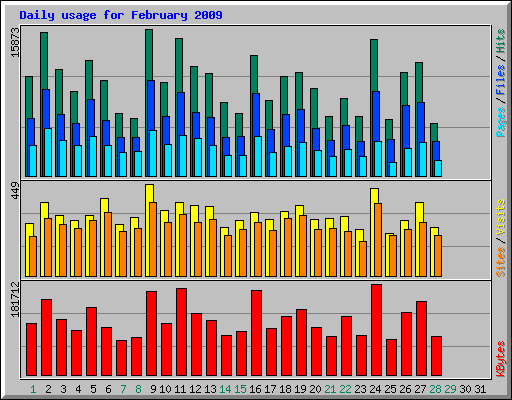 Daily usage for February 2009
15873
Pages / Files / Hits
449
Sites / Visits
181712
KBytes
1 2 3 4 5 6 7 8 9 10 11 12 13 14 15 16 17 18 19 20 21 22 23 24 25 26 27 28 29 30 31